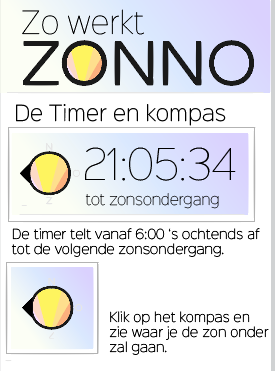 Zo werkt
ZONNO
De Timer en kompas
N
Z
21:05:34
tot zonsondergang
De timer telt vanaf 6:00 's ochtends af
tot de volgende zonsondergang.
Z
Klik op het kompas en
zie waar je de zon onder
zal gaan.